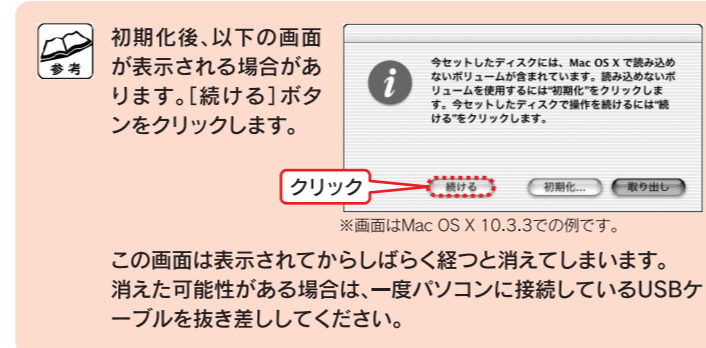 参考
初期化後、以下の画面
が表示される場合があ
ります。[続ける]ボタ
ンをクリックします。
今セットしたディスクには、Mac OS X で読み込め
ないボリュームが含まれています。読み込めないボ
リュームを使用するには“初期化”をクリックしま
す。今セットしたディスクで操作を続けるには“続
ける”をクリックします。
クリック
続ける 初期化... 取り出し
※画面はMac OS X 10.3.3での例です。
この画面は表示されてからしばらく経つと消えてしまいます。
消えた可能性がある場合は、一度パソコンに接続しているUSBケ
ーブルを抜き差ししてください。